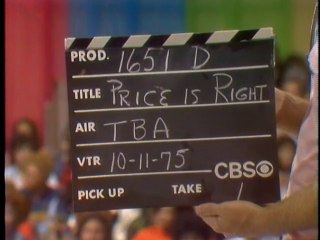 PROD. 1651 D
TITLE PRICE IS RIGHT
AIR TBA
VTR 10-11-75 CBS
PICK UP TAKE 1